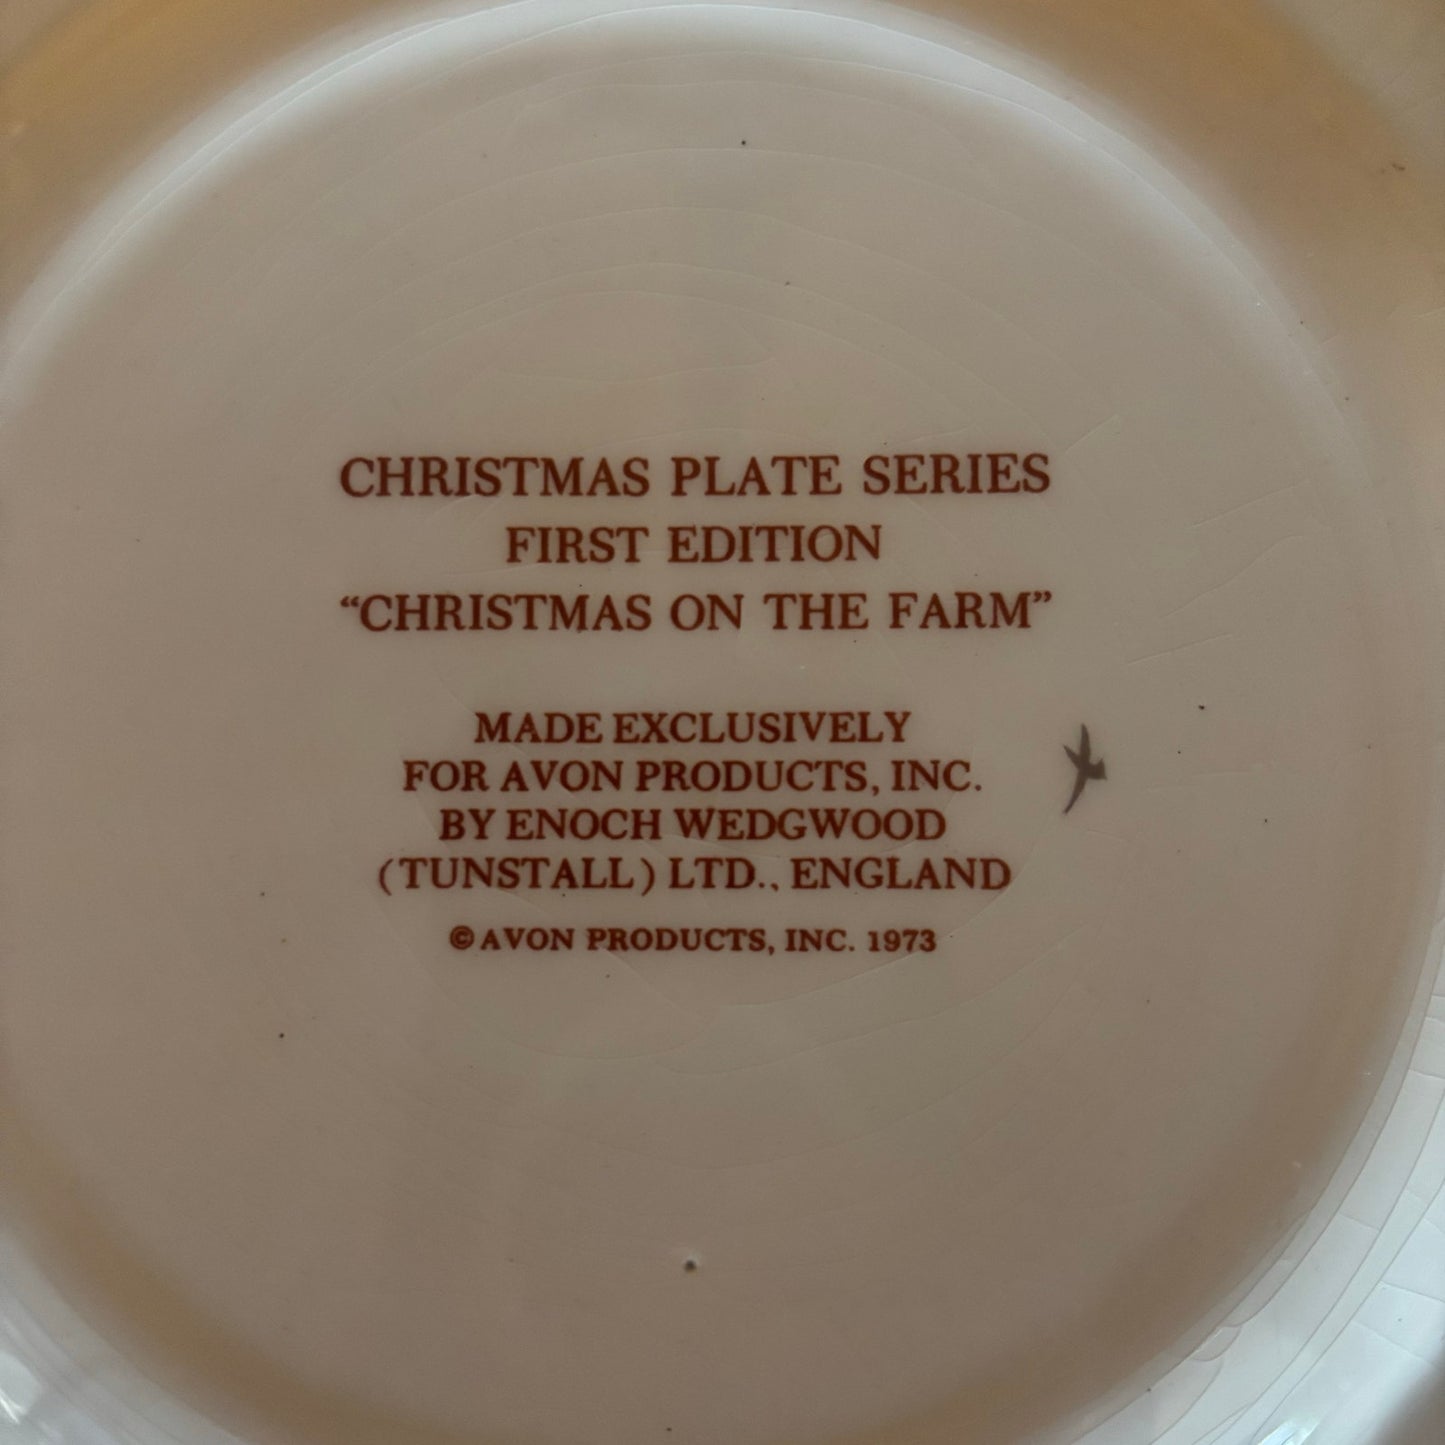 CHRISTMAS PLATE SERIES
FIRST EDITION
“CHRISTMAS ON THE FARM”
MADE EXCLUSIVELY
FOR AVON PRODUCTS, INC.
BY ENOCH WEDGWOOD
(TUNSTALL) LTD., ENGLAND
©AVON PRODUCTS, INC. 1973